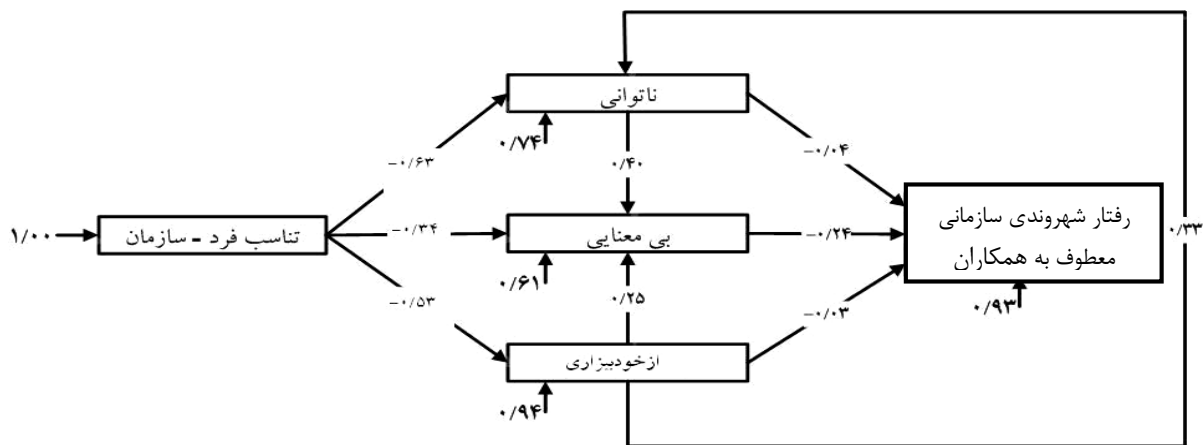 ناتوانی
۰/۷۴
-۰/۶۳
۰/۴۰
-۰/۰۴
۱/۰۰
تناسب فرد - سازمان
-۰/۳۴
بی معنایی
-۰/۲۴
رفتار شهروندی سازمانی
معطوف به همکاران
۰/۳۳
۰/۶۱
۰/۹۳
-۰/۵۳
۰/۲۵
-۰/۰۳
ازخودبیزاری
۰/۹۴